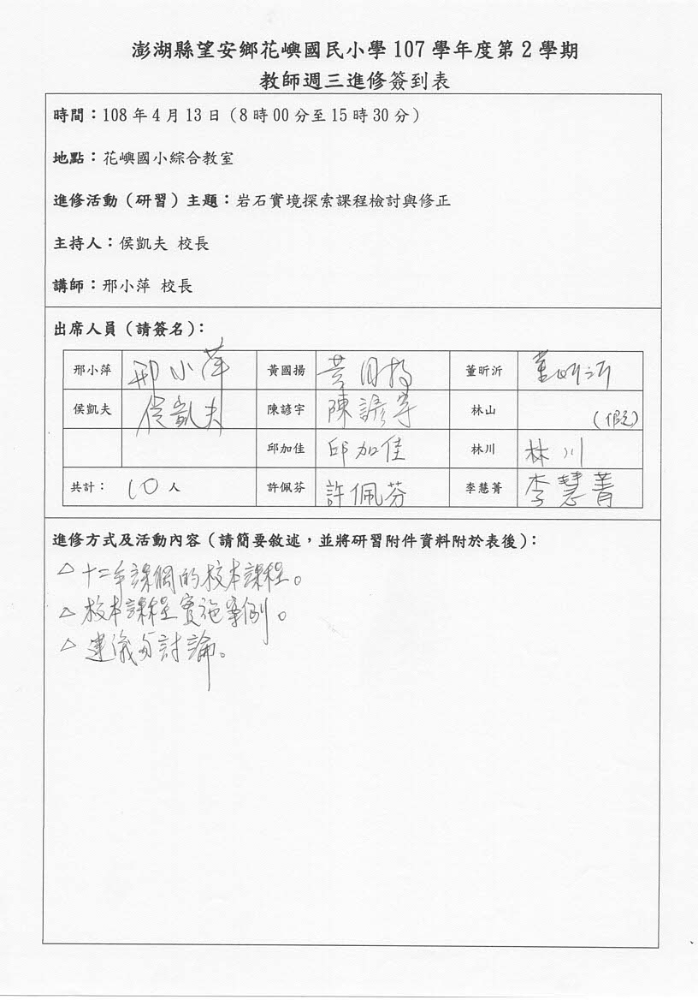 澎湖縣望安鄉花嶼國民小學 107 學年度第 2 學期
教師週三進修簽到表
時間：108 年 4 月 13 日（8 時 00 分至 15 時 30 分）
地點：花嶼國小綜合教室
進修活動（研習）主題：岩石實境探索課程檢討與修正
主持人：侯凱夫 校長
講師：邢小萍 校長
出席人員（請簽名）：
邢小萍 邢小萍 黃國揚 黃国揚 董昕沂 董昕沂
侯凱夫 侯凱夫 陳諺宇 陳諺宇 林山 （假）
邱加佳 邱加佳 林川 林川
共計： 10 人 許佩芬 許佩芬 李慧菁 李慧菁
進修方式及活動內容（請簡要敘述，並將研習附件資料附於表後）：
△ 十二年課綱的校本課程。
△ 校本課程實施案例。
△ 建議与討論。